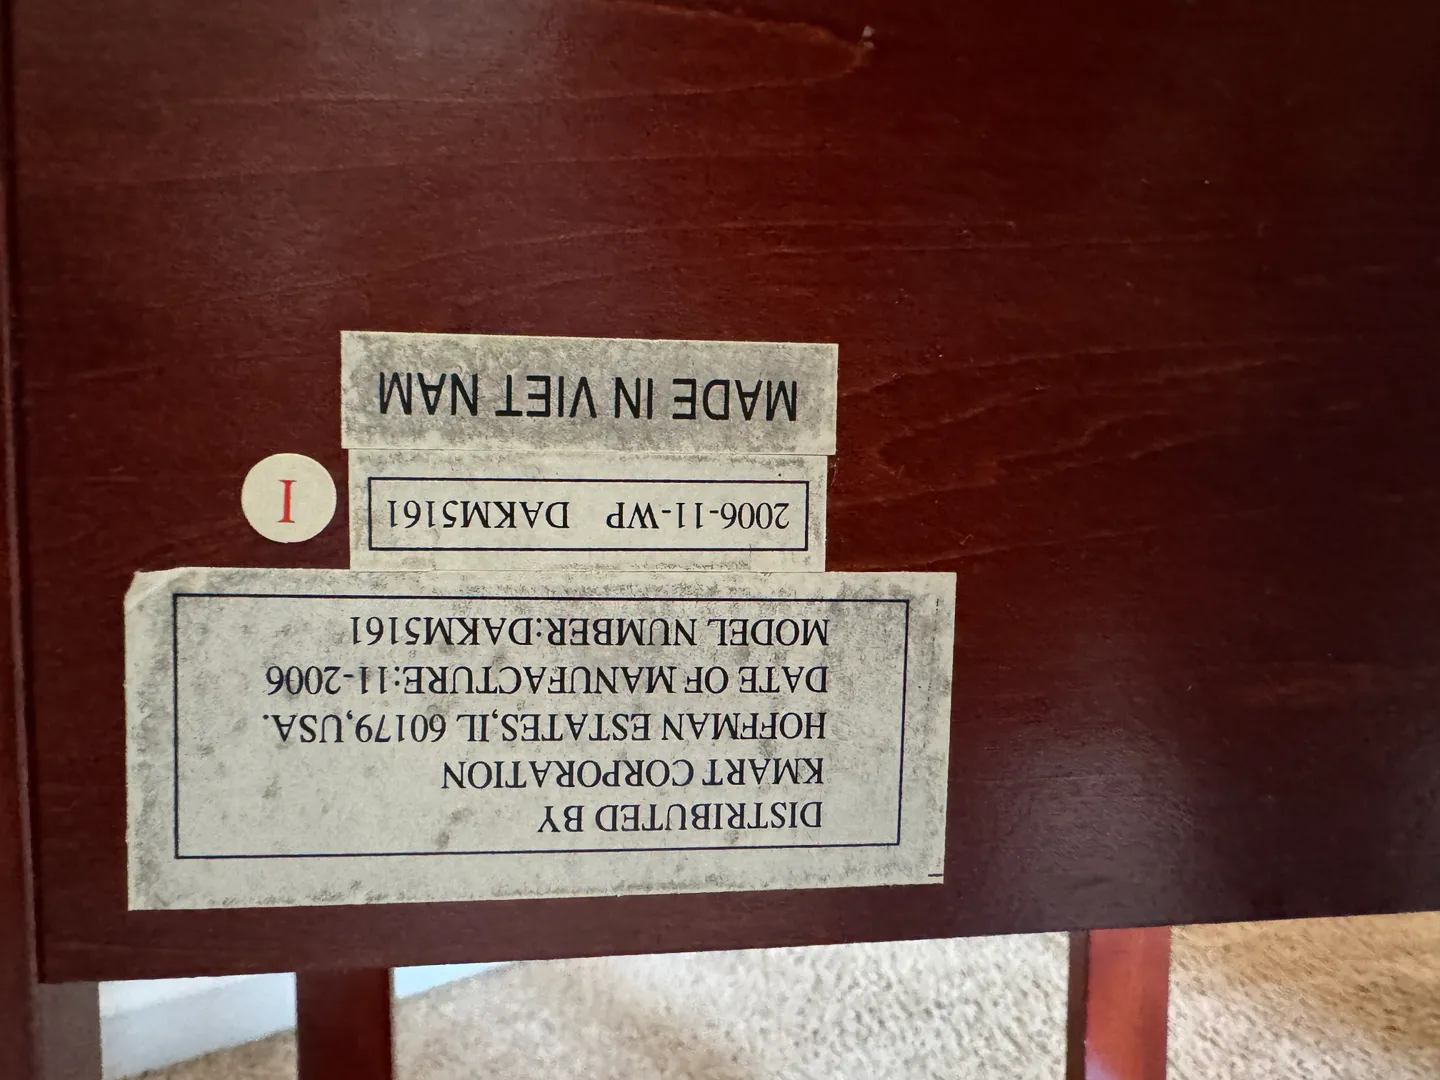 DISTRIBUTED BY
KMART CORPORATION
HOFFMAN ESTATES,IL 60179,USA.
DATE OF MANUFACTURE:11-2006
MODEL NUMBER:DAKM5161
2006-11-WP DAKM5161
I
MADE IN VIET NAM